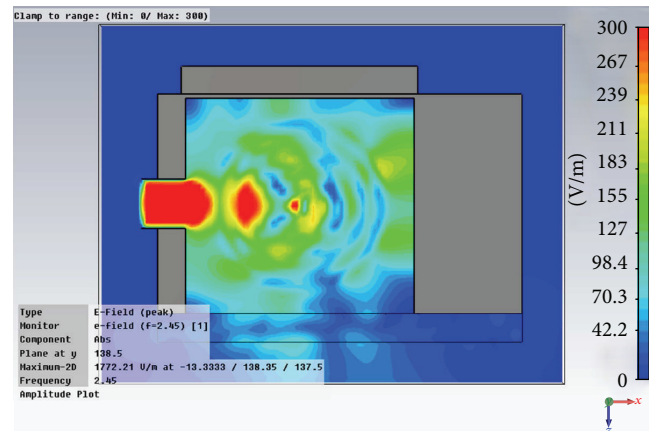 Clamp to range: (Min: 0/ Max: 300)
300
267
239
211
183
155
127
98.4
70.3
42.2
0
(V/m)
Type E-Field (peak)
Monitor e-field (f=2.45) [1]
Component Abs
Plane at y 138.5
Maximum-2D 1772.21 V/m at -13.3333 / 138.35 / 137.5
Frequency 2.45
Amplitude Plot
x
z